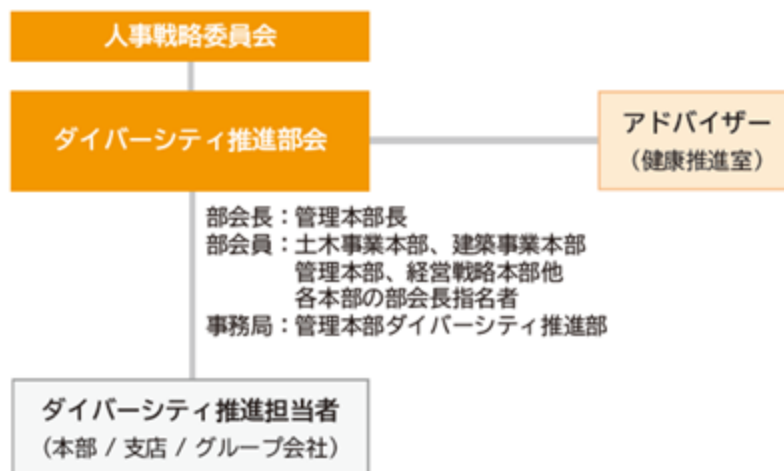 人事戦略委員会
ダイバーシティ推進部会
アドバイザー
（健康推進室）
部会長：管理本部長
部会員：土木事業本部、建築事業本部
管理本部、経営戦略本部他
各本部の部会長指名者
事務局：管理本部ダイバーシティ推進部
ダイバーシティ推進担当者
（本部 / 支店 / グループ会社）